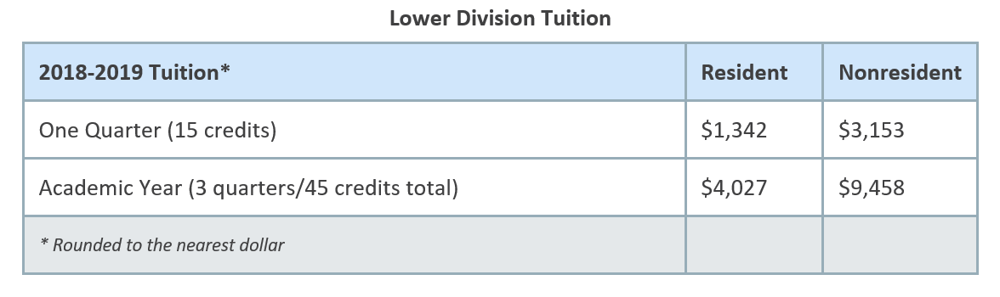 Lower Division Tuition
2018-2019 Tuition* Resident Nonresident
One Quarter (15 credits) $1,342 $3,153
Academic Year (3 quarters/45 credits total) $4,027 $9,458
* Rounded to the nearest dollar